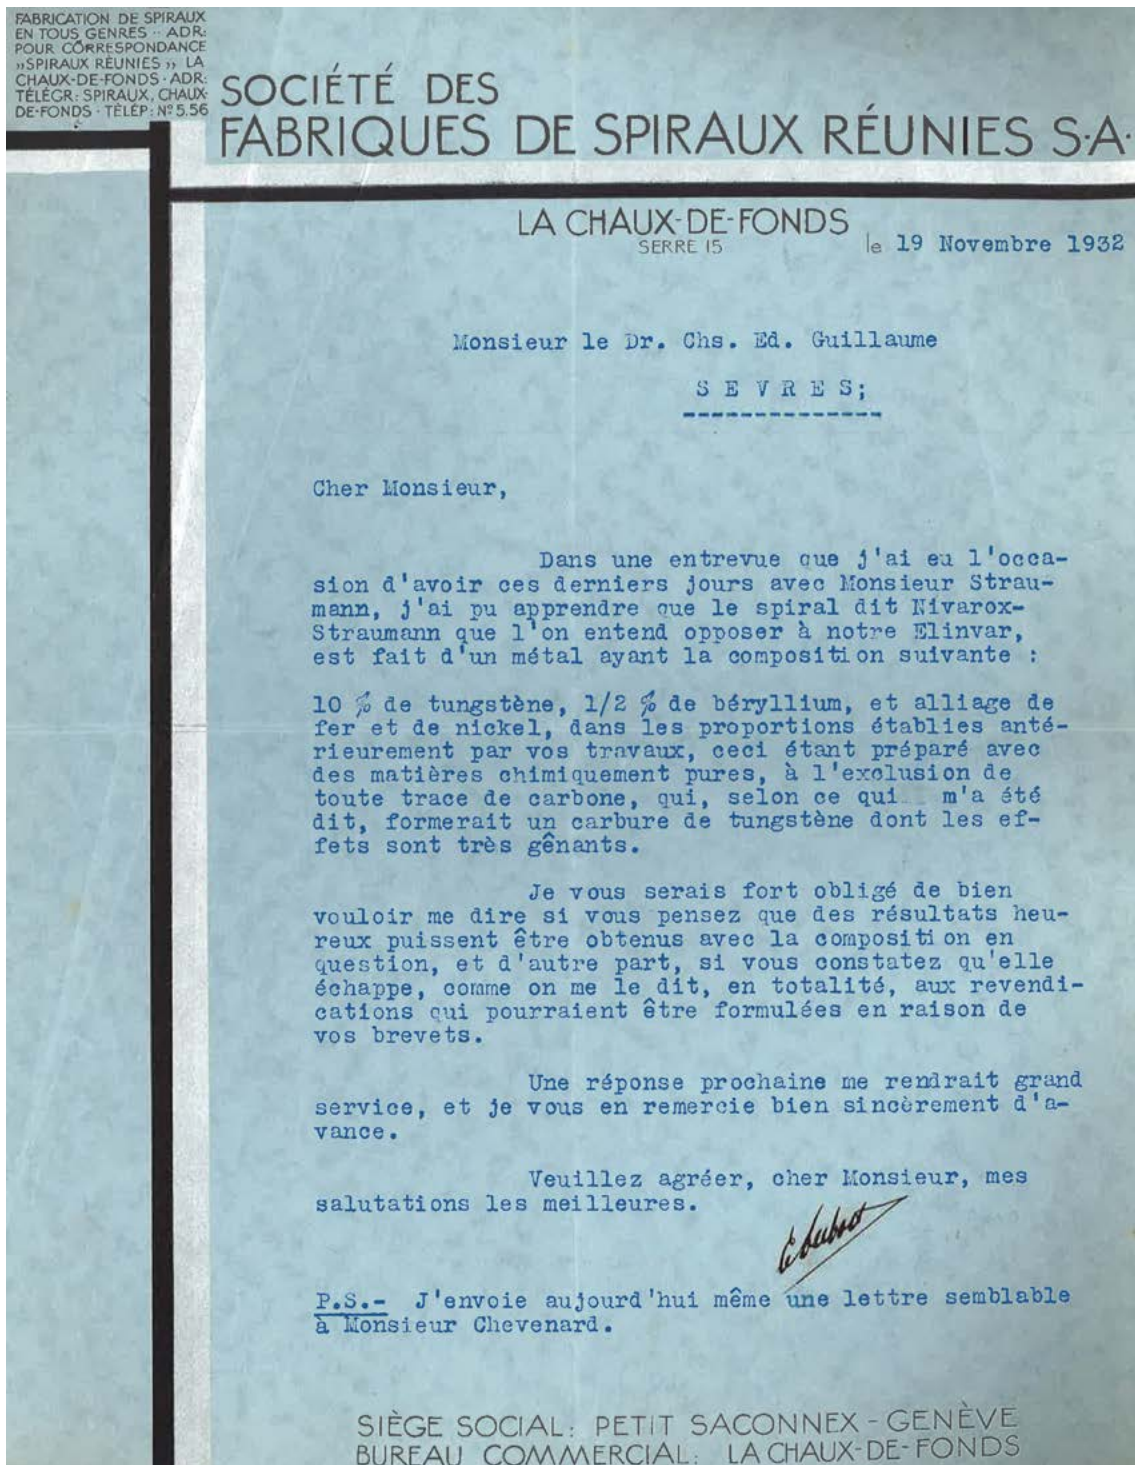 FABRICATION DE SPIRAUX
EN TOUS GENRES · ADR:
POUR CORRESPONDANCE
„SPIRAUX RÉUNIES „ LA
CHAUX-DE-FONDS · ADR:
TÉLÉGR: SPIRAUX, CHAUX-
DE-FONDS · TÉLÉP: Nº 5.56
SOCIÉTÉ DES
FABRIQUES DE SPIRAUX RÉUNIES S·A·
LA CHAUX-DE-FONDS
SERRE 15
le 19 Novembre 1932
Monsieur le Dr. Chs. Ed. Guillaume
S E V R E S;
Cher Monsieur,
Dans une entrevue que j'ai eu l'occa-
sion d'avoir ces derniers jours avec Monsieur Strau-
mann, j'ai pu apprendre que le spiral dit Nivarox-
Straumann que l'on entend opposer à notre Elinvar,
est fait d'un métal ayant la composition suivante :
10 % de tungstène, 1/2 % de béryllium, et alliage de
fer et de nickel, dans les proportions établies anté-
rieurement par vos travaux, ceci étant préparé avec
des matières chimiquement pures, à l'exclusion de
toute trace de carbone, qui, selon ce qui m'a été
dit, formerait un carbure de tungstène dont les ef-
fets sont très gênants.
Je vous serais fort obligé de bien
vouloir me dire si vous pensez que des résultats heu-
reux puissent être obtenus avec la composition en
question, et d'autre part, si vous constatez qu'elle
échappe, comme on me le dit, en totalité, aux revendi-
cations qui pourraient être formulées en raison de
vos brevets.
Une réponse prochaine me rendrait grand
service, et je vous en remercie bien sincèrement d'a-
vance.
Veuillez agréer, cher Monsieur, mes
salutations les meilleures.
P.S.- J'envoie aujourd'hui même une lettre semblable
à Monsieur Chevenard.
SIÈGE SOCIAL: PETIT SACONNEX - GENÈVE
BUREAU COMMERCIAL: LA CHAUX-DE-FONDS